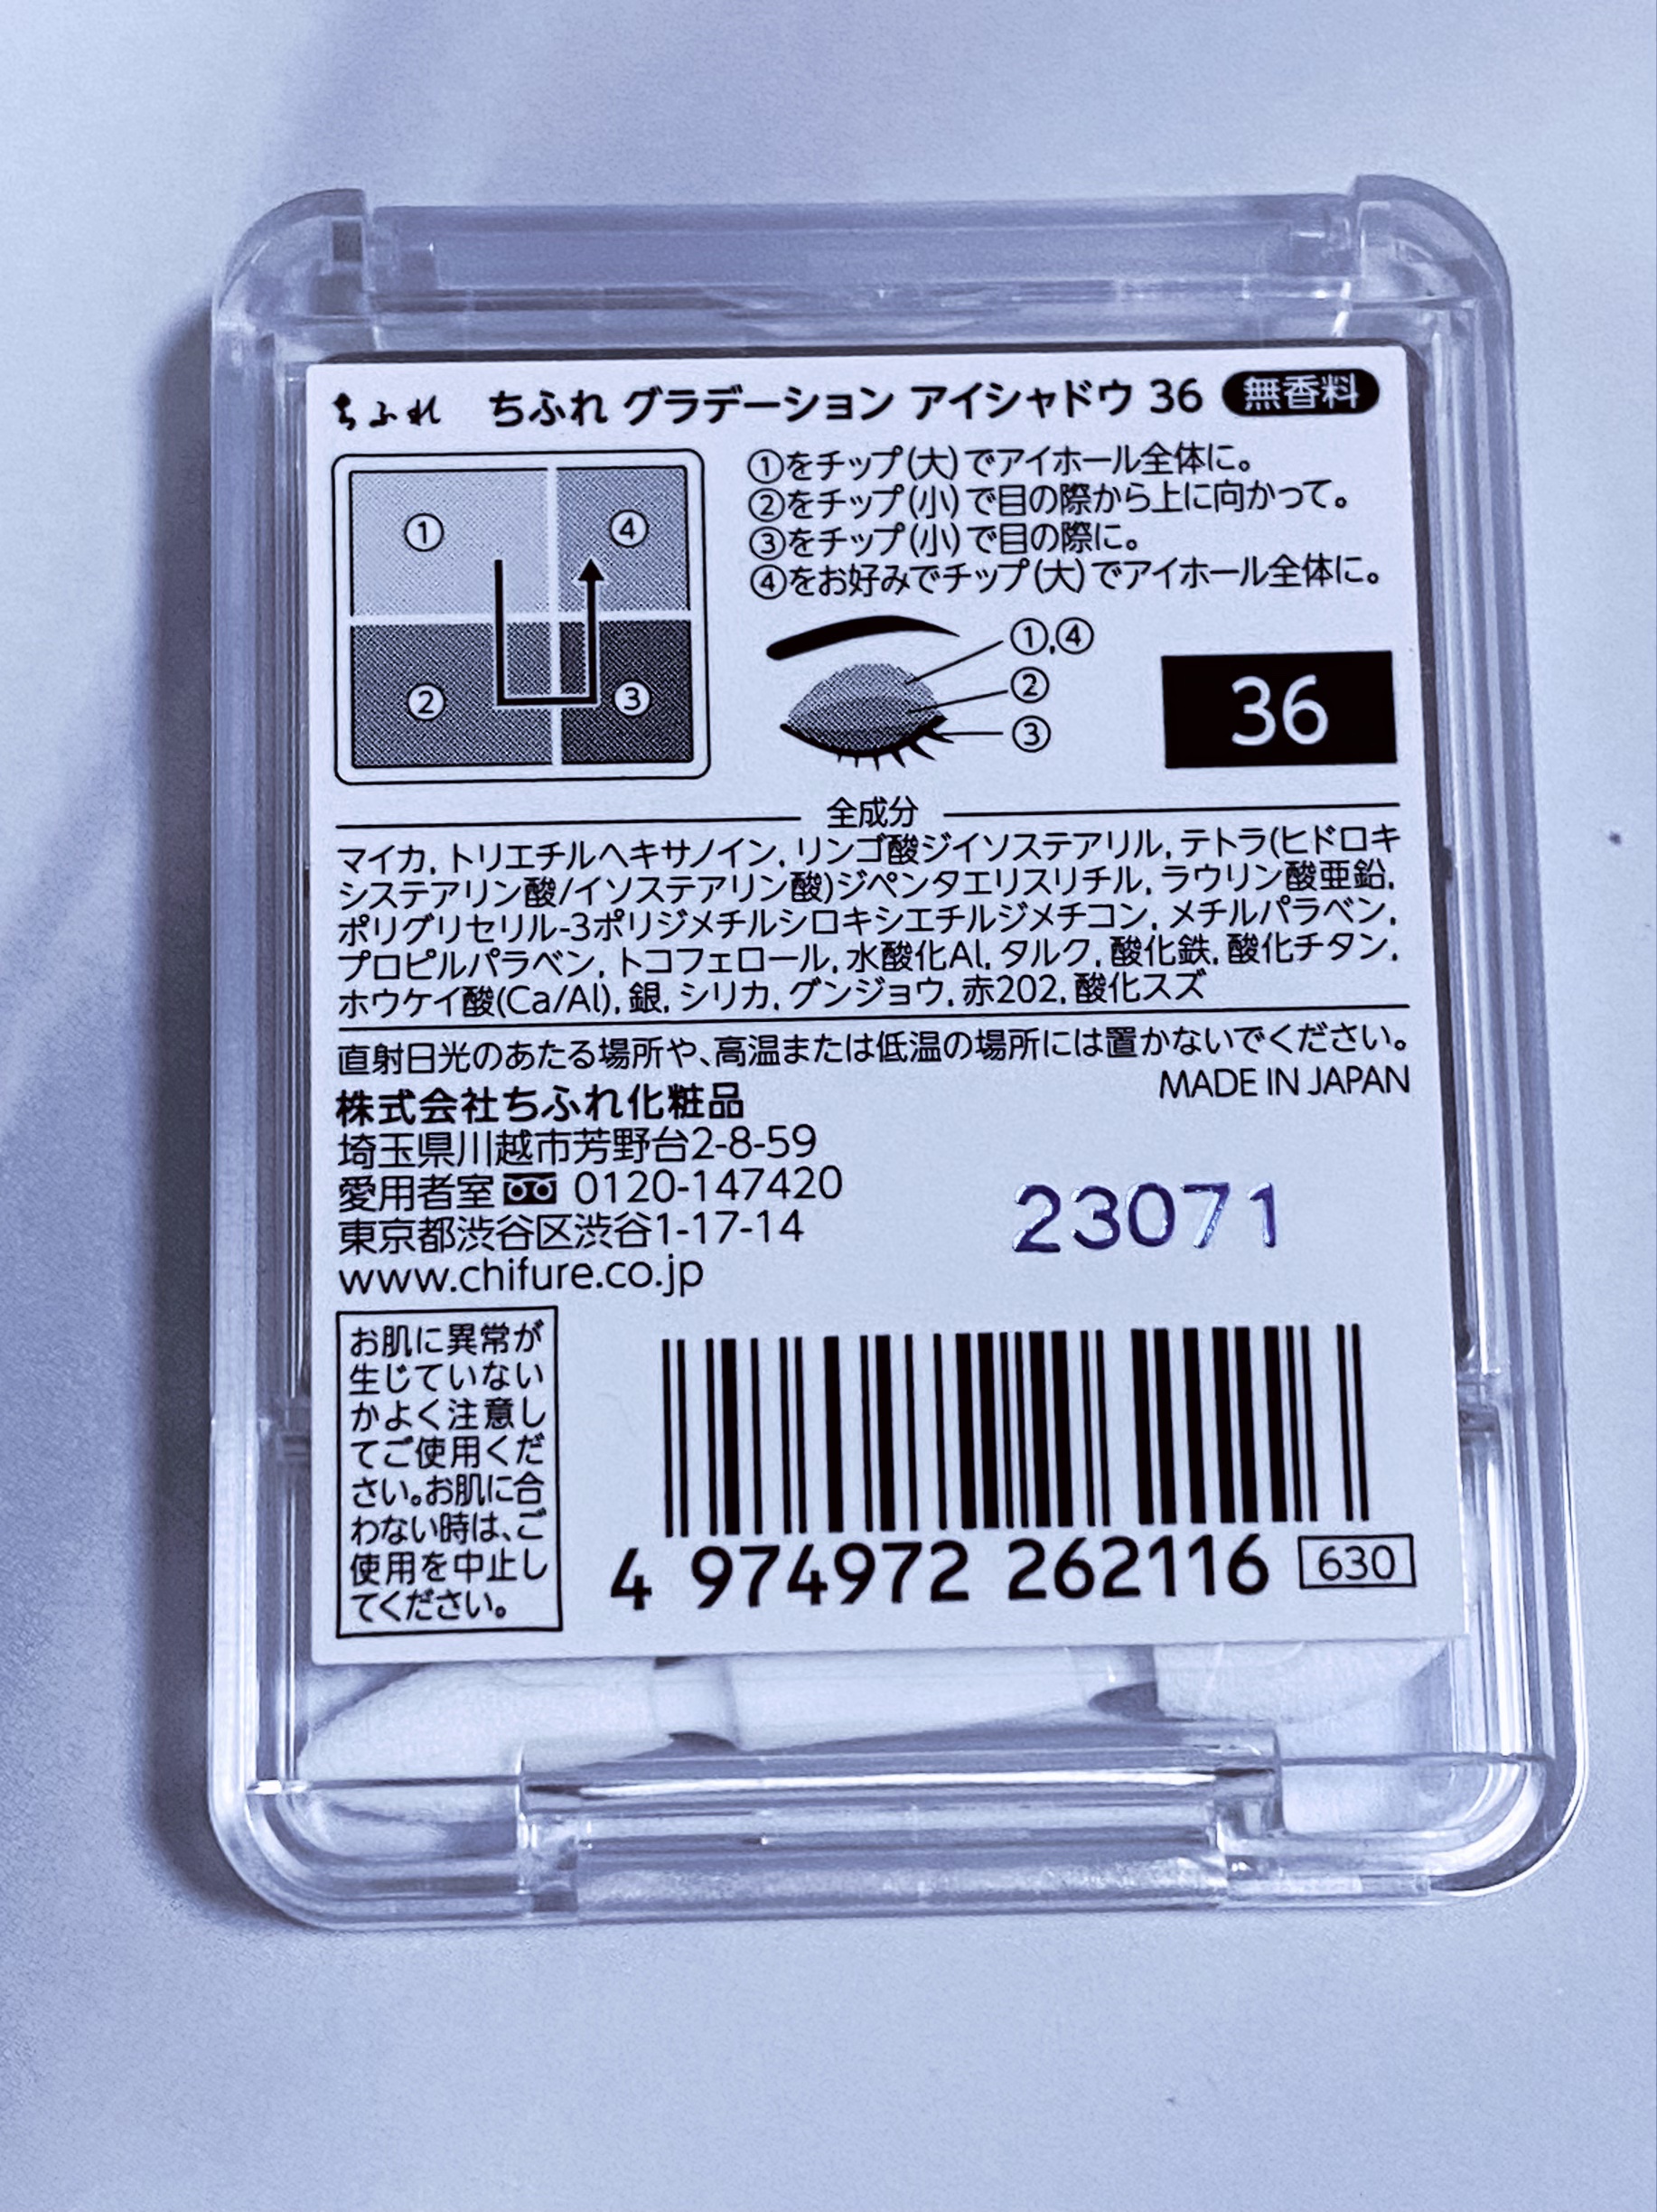 ちふれ ちふれ グラデーション アイシャドウ 36 無香料
①をチップ(大)でアイホール全体に。
②をチップ(小)で目の際から上に向かって。
③をチップ(小)で目の際に。
④をお好みでチップ(大)でアイホール全体に。
① ④
② ③
①,④
②
③
36
全成分
マイカ, トリエチルヘキサノイン, リンゴ酸ジイソステアリル, テトラ(ヒドロキ
システアリン酸/イソステアリン酸)ジペンタエリスリチル, ラウリン酸亜鉛,
ポリグリセリル-3ポリジメチルシロキシエチルジメチコン, メチルパラベン,
プロピルパラベン, トコフェロール, 水酸化Al, タルク, 酸化鉄, 酸化チタン,
ホウケイ酸(Ca/Al), 銀, シリカ, グンジョウ, 赤202, 酸化スズ
直射日光のあたる場所や、高温または低温の場所には置かないでください。
MADE IN JAPAN
株式会社ちふれ化粧品
埼玉県川越市芳野台2-8-59
愛用者室 0120-147420
東京都渋谷区渋谷1-17-14
www.chifure.co.jp
23071
お肌に異常が
生じていない
かよく注意し
てご使用くだ
さい。お肌に合
わない時は、ご
使用を中止し
てください。
4 974972 262116 630